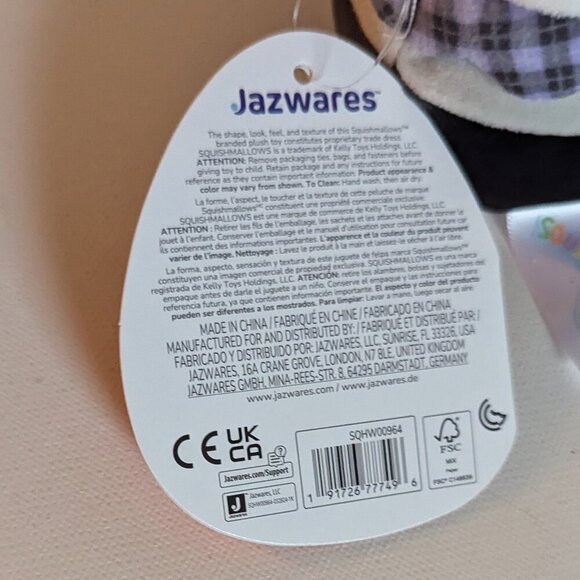 Jazwares™
The shape, look, feel, and texture of this Squishmallows™
branded plush toy constitutes proprietary trade dress.
SQUISHMALLOWS is a trademark of Kelly Toys Holdings, LLC.
ATTENTION: Remove packaging ties, bags, and fasteners before
giving toy to child. Retain package and any instructions for future
reference as they contain important information. Product appearance &
color may vary from shown. To Clean: Hand wash, then air dry.
La forme, l'aspect, le toucher et la texture de cette peluche de marque
Squishmallows™ constituent une propriété commerciale exclusive.
SQUISHMALLOWS est une marque de commerce de Kelly Toys Holdings, LLC.
ATTENTION : Retirer les fils de l'emballage, les sachets et les attaches avant de donner le
jouet à l'enfant. Conserver l'emballage et le manuel d'utilisation pour consultation future car
ils contiennent des informations importantes. L'apparence et la couleur du produit peuvent
varier de l'image. Nettoyage : Lavez le produit à la main et laissez-le sécher à l'air libre.
La forma, aspecto, sensación y textura de este juguete de felpa marca Squishmallows™
constituyen una imagen comercial de propiedad exclusiva. SQUISHMALLOWS es una marca
registrada de Kelly Toys Holdings, LLC. ATENCIÓN: retire los alambres, bolsas y sujetadores del
empaque antes de darle el juguete a un niño. Conserve el empaque y las instrucciones para
referencia futura, ya que contienen información importante. El aspecto y color del producto
pueden ser diferentes a los mostrados. Para limpiar: Lavar a mano, luego secar al aire.
MADE IN CHINA / FABRIQUÉ EN CHINE / FABRICADO EN CHINA
MANUFACTURED FOR AND DISTRIBUTED BY: / FABRIQUÉ ET DISTRIBUÉ PAR: /
FABRICADO Y DISTRIBUIDO POR: JAZWARES, LLC, SUNRISE, FL 33326, USA
JAZWARES, 16A CRANE GROVE, LONDON, N7 8LE, UNITED KINGDOM
JAZWARES GMBH, MINA-REES-STR. 8, 64295 DARMSTADT, GERMANY
www.jazwares.com / www.jazwares.de
CE UK
CA
Jazwares.com/Support
Jazwares, LLC
SQHW00964
1 91726 77749 6
FSC
MIX
Paper